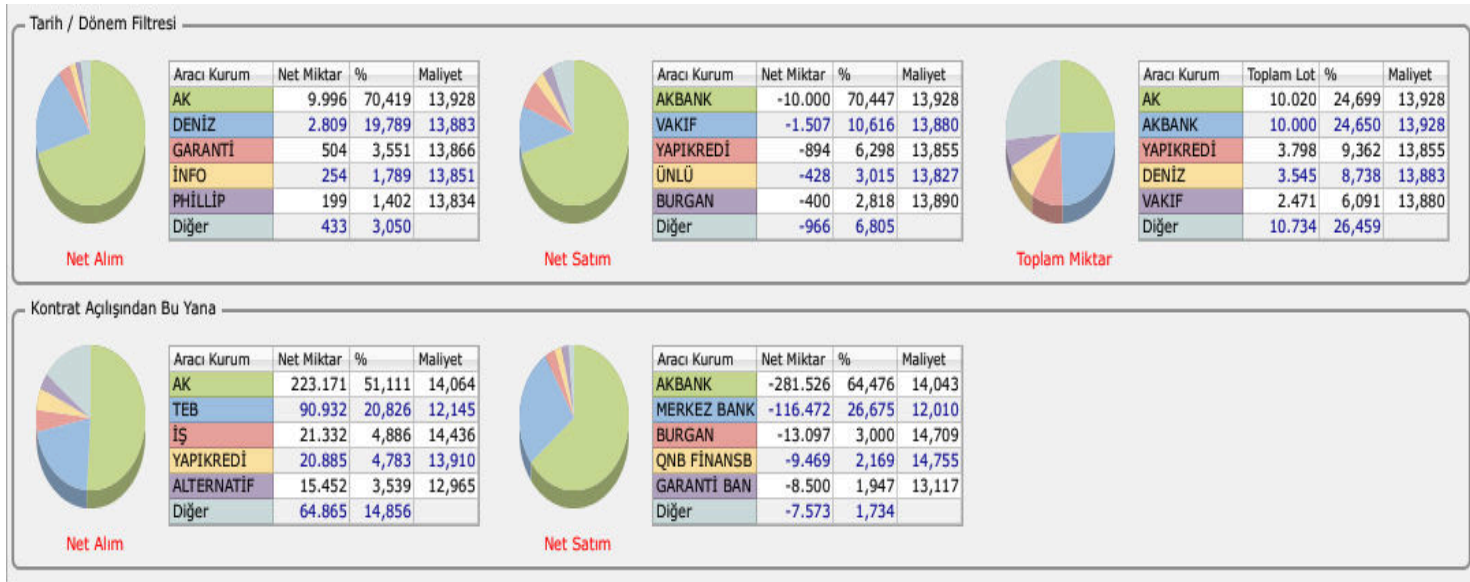 Tarih / Dönem Filtresi
Aracı Kurum Net Miktar % Maliyet
AK 9.996 70,419 13,928
DENİZ 2.809 19,789 13,883
GARANTİ 504 3,551 13,866
İNFO 254 1,789 13,851
PHİLLİP 199 1,402 13,834
Diğer 433 3,050
Net Alım
Aracı Kurum Net Miktar % Maliyet
AKBANK -10.000 70,447 13,928
VAKIF -1.507 10,616 13,880
YAPIKREDİ -894 6,298 13,855
ÜNLÜ -428 3,015 13,827
BURGAN -400 2,818 13,890
Diğer -966 6,805
Net Satım
Aracı Kurum Toplam Lot % Maliyet
AK 10.020 24,699 13,928
AKBANK 10.000 24,650 13,928
YAPIKREDİ 3.798 9,362 13,855
DENİZ 3.545 8,738 13,883
VAKIF 2.471 6,091 13,880
Diğer 10.734 26,459
Toplam Miktar
Kontrat Açılışından Bu Yana
Aracı Kurum Net Miktar % Maliyet
AK 223.171 51,111 14,064
TEB 90.932 20,826 12,145
İŞ 21.332 4,886 14,436
YAPIKREDİ 20.885 4,783 13,910
ALTERNATİF 15.452 3,539 12,965
Diğer 64.865 14,856
Net Alım
Aracı Kurum Net Miktar % Maliyet
AKBANK -281.526 64,476 14,043
MERKEZ BANK -116.472 26,675 12,010
BURGAN -13.097 3,000 14,709
QNB FİNANSB -9.469 2,169 14,755
GARANTİ BAN -8.500 1,947 13,117
Diğer -7.573 1,734
Net Satım